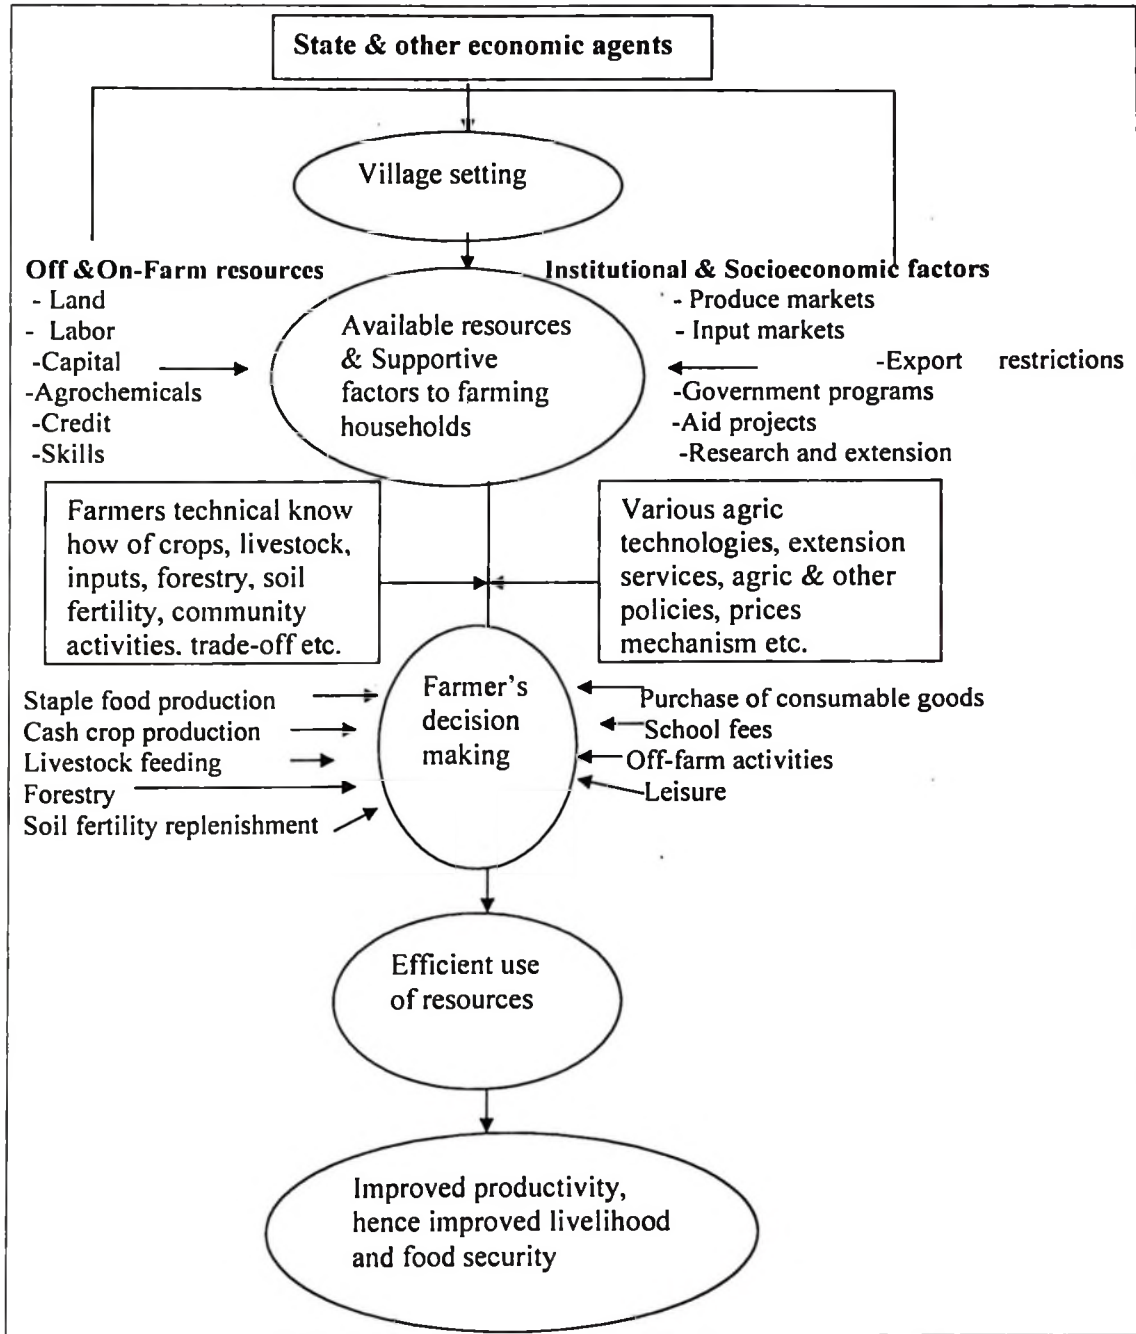 State & other economic agents
Village setting
Off &On-Farm resources
- Land
- Labor
-Capital
-Agrochemicals
-Credit
-Skills
Available resources
& Supportive
factors to farming
households
Institutional & Socioeconomic factors
- Produce markets
- Input markets
-Export restrictions
-Government programs
-Aid projects
-Research and extension
Farmers technical know
how of crops, livestock,
inputs, forestry, soil
fertility, community
activities. trade-off etc.
Various agric
technologies, extension
services, agric & other
policies, prices
mechanism etc.
Staple food production
Cash crop production
Livestock feeding
Forestry
Soil fertility replenishment
Farmer's
decision
making
Purchase of consumable goods
School fees
Off-farm activities
Leisure
Efficient use
of resources
Improved productivity,
hence improved livelihood
and food security